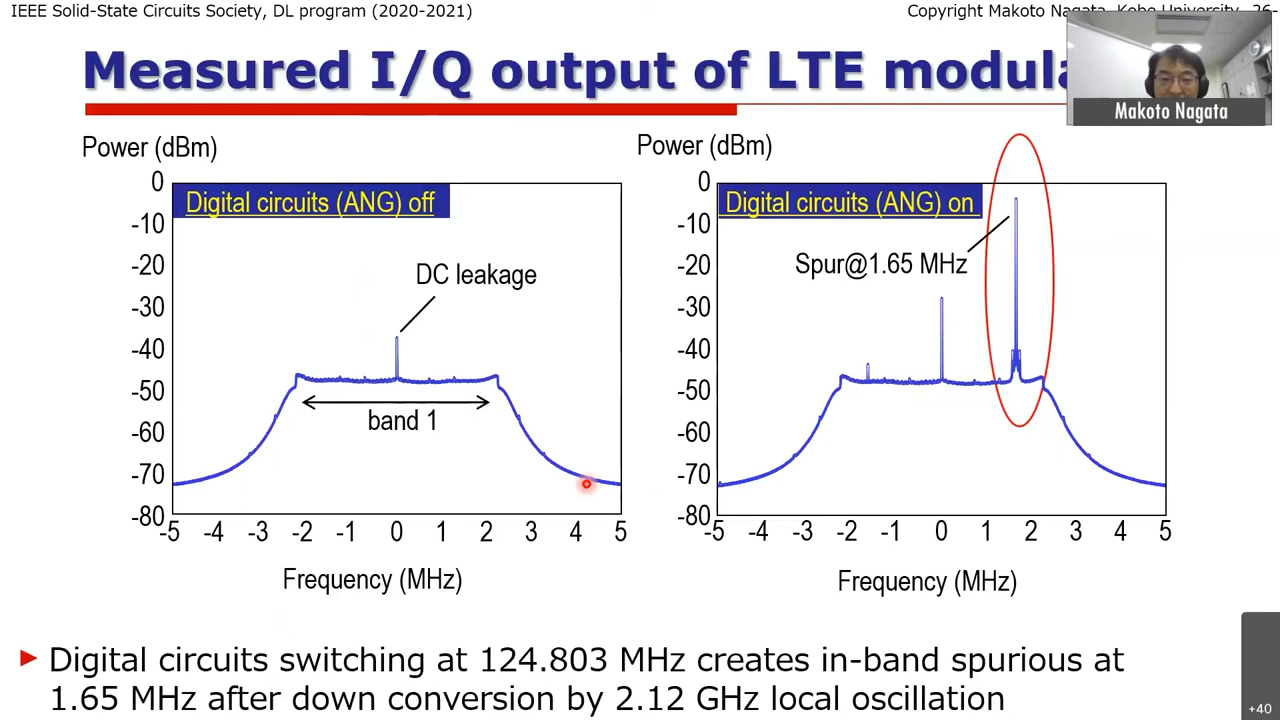 IEEE Solid-State Circuits Society, DL program (2020-2021)
Copyright Makoto Nagata, Kobe University, 26-
Measured I/Q output of LTE modula
Makoto Nagata
Power (dBm)
Digital circuits (ANG) off
DC leakage
band 1
0
-10
-20
-30
-40
-50
-60
-70
-80
-5 -4 -3 -2 -1 0 1 2 3 4 5
Frequency (MHz)
Power (dBm)
Digital circuits (ANG) on
Spur@1.65 MHz
0
-10
-20
-30
-40
-50
-60
-70
-80
-5 -4 -3 -2 -1 0 1 2 3 4 5
Frequency (MHz)
Digital circuits switching at 124.803 MHz creates in-band spurious at
1.65 MHz after down conversion by 2.12 GHz local oscillation
+40